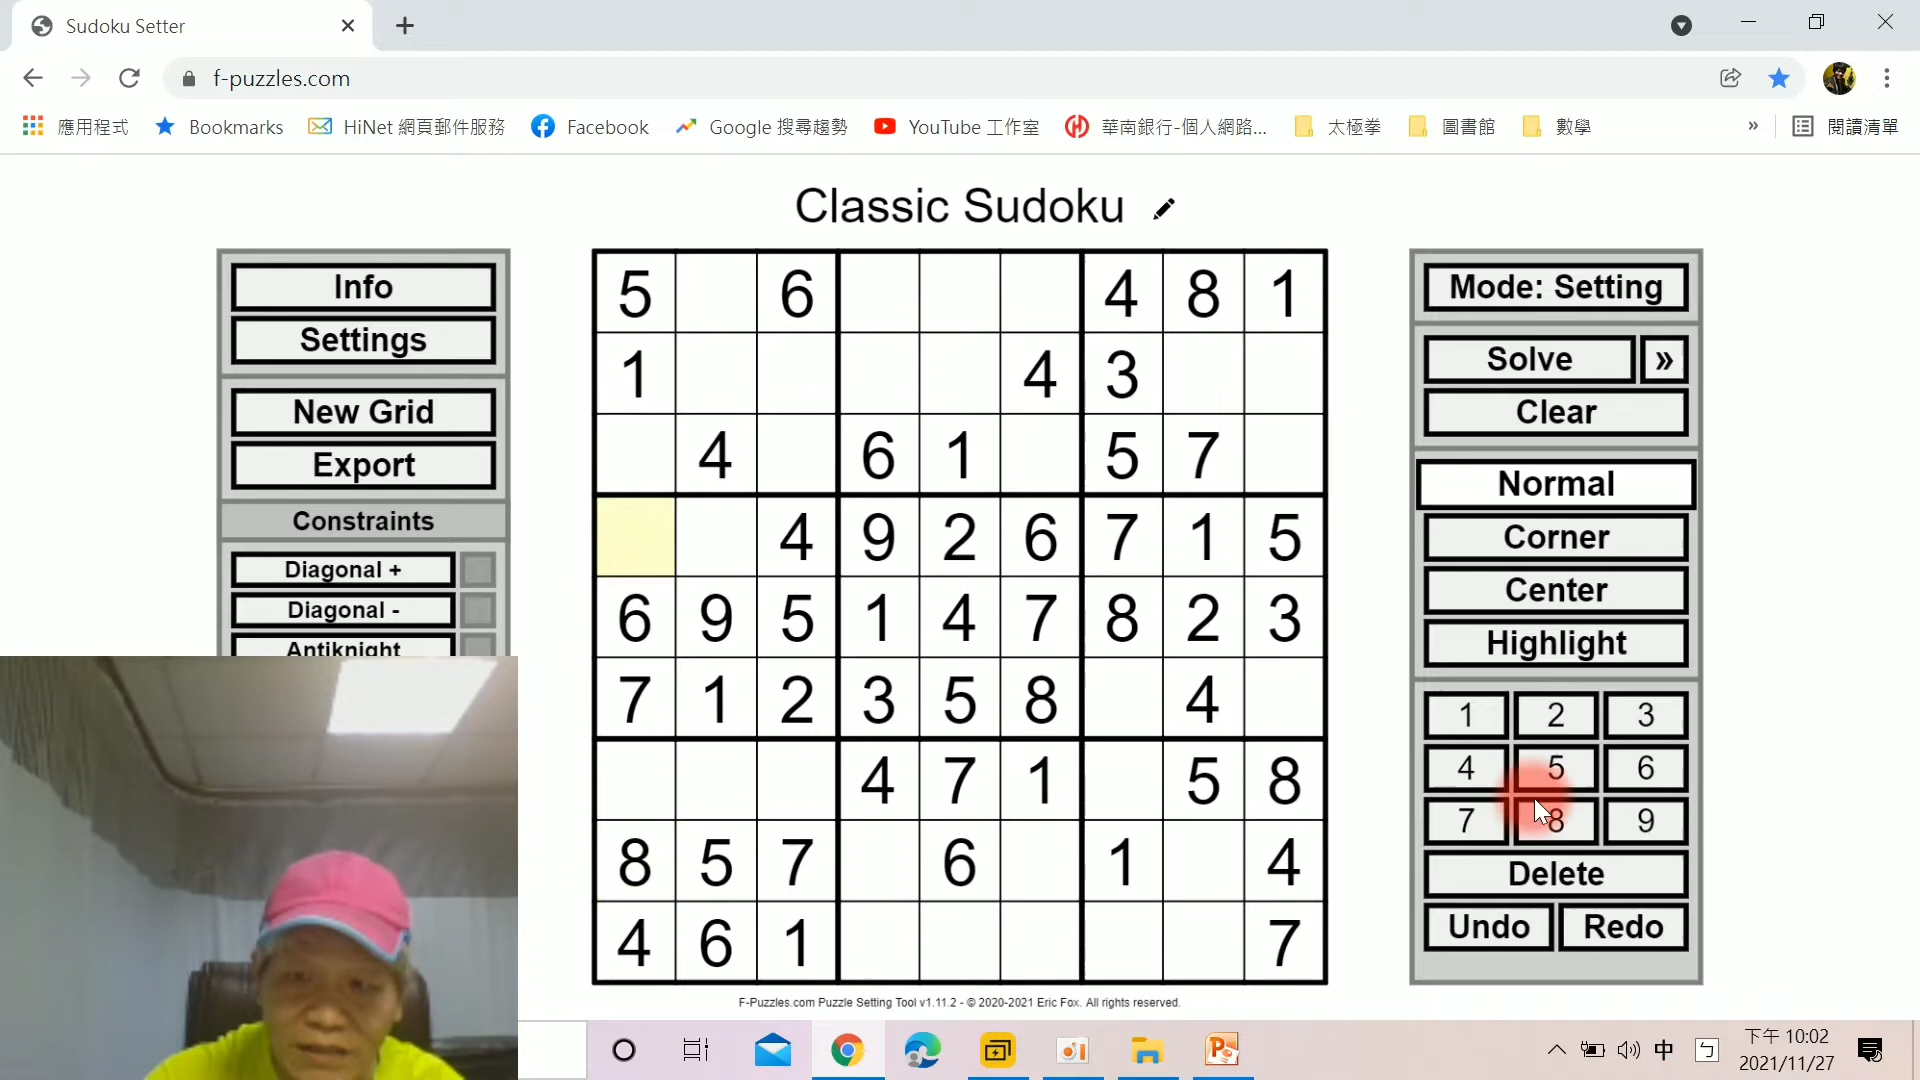 Sudoku Setter
f-puzzles.com
應用程式 Bookmarks HiNet 網頁郵件服務 Facebook Google 搜尋趨勢 YouTube 工作室 華南銀行-個人網路... 太極拳 圖書館 數學 » 閱讀清單
Classic Sudoku
Info
Settings
New Grid
Export
Constraints
Diagonal +
Diagonal -
Antiknight
5 6 4 8 1
1 4 3
4 6 1 5 7
4 9 2 6 7 1 5
6 9 5 1 4 7 8 2 3
7 1 2 3 5 8 4
4 7 1 5 8
8 5 7 6 1 4
4 6 1 7
Mode: Setting
Solve »
Clear
Normal
Corner
Center
Highlight
1 2 3
4 5 6
7 8 9
Delete
Undo Redo
F-Puzzles.com Puzzle Setting Tool v1.11.2 - © 2020-2021 Eric Fox. All rights reserved.
中 ㄅ 下午 10:02
2021/11/27